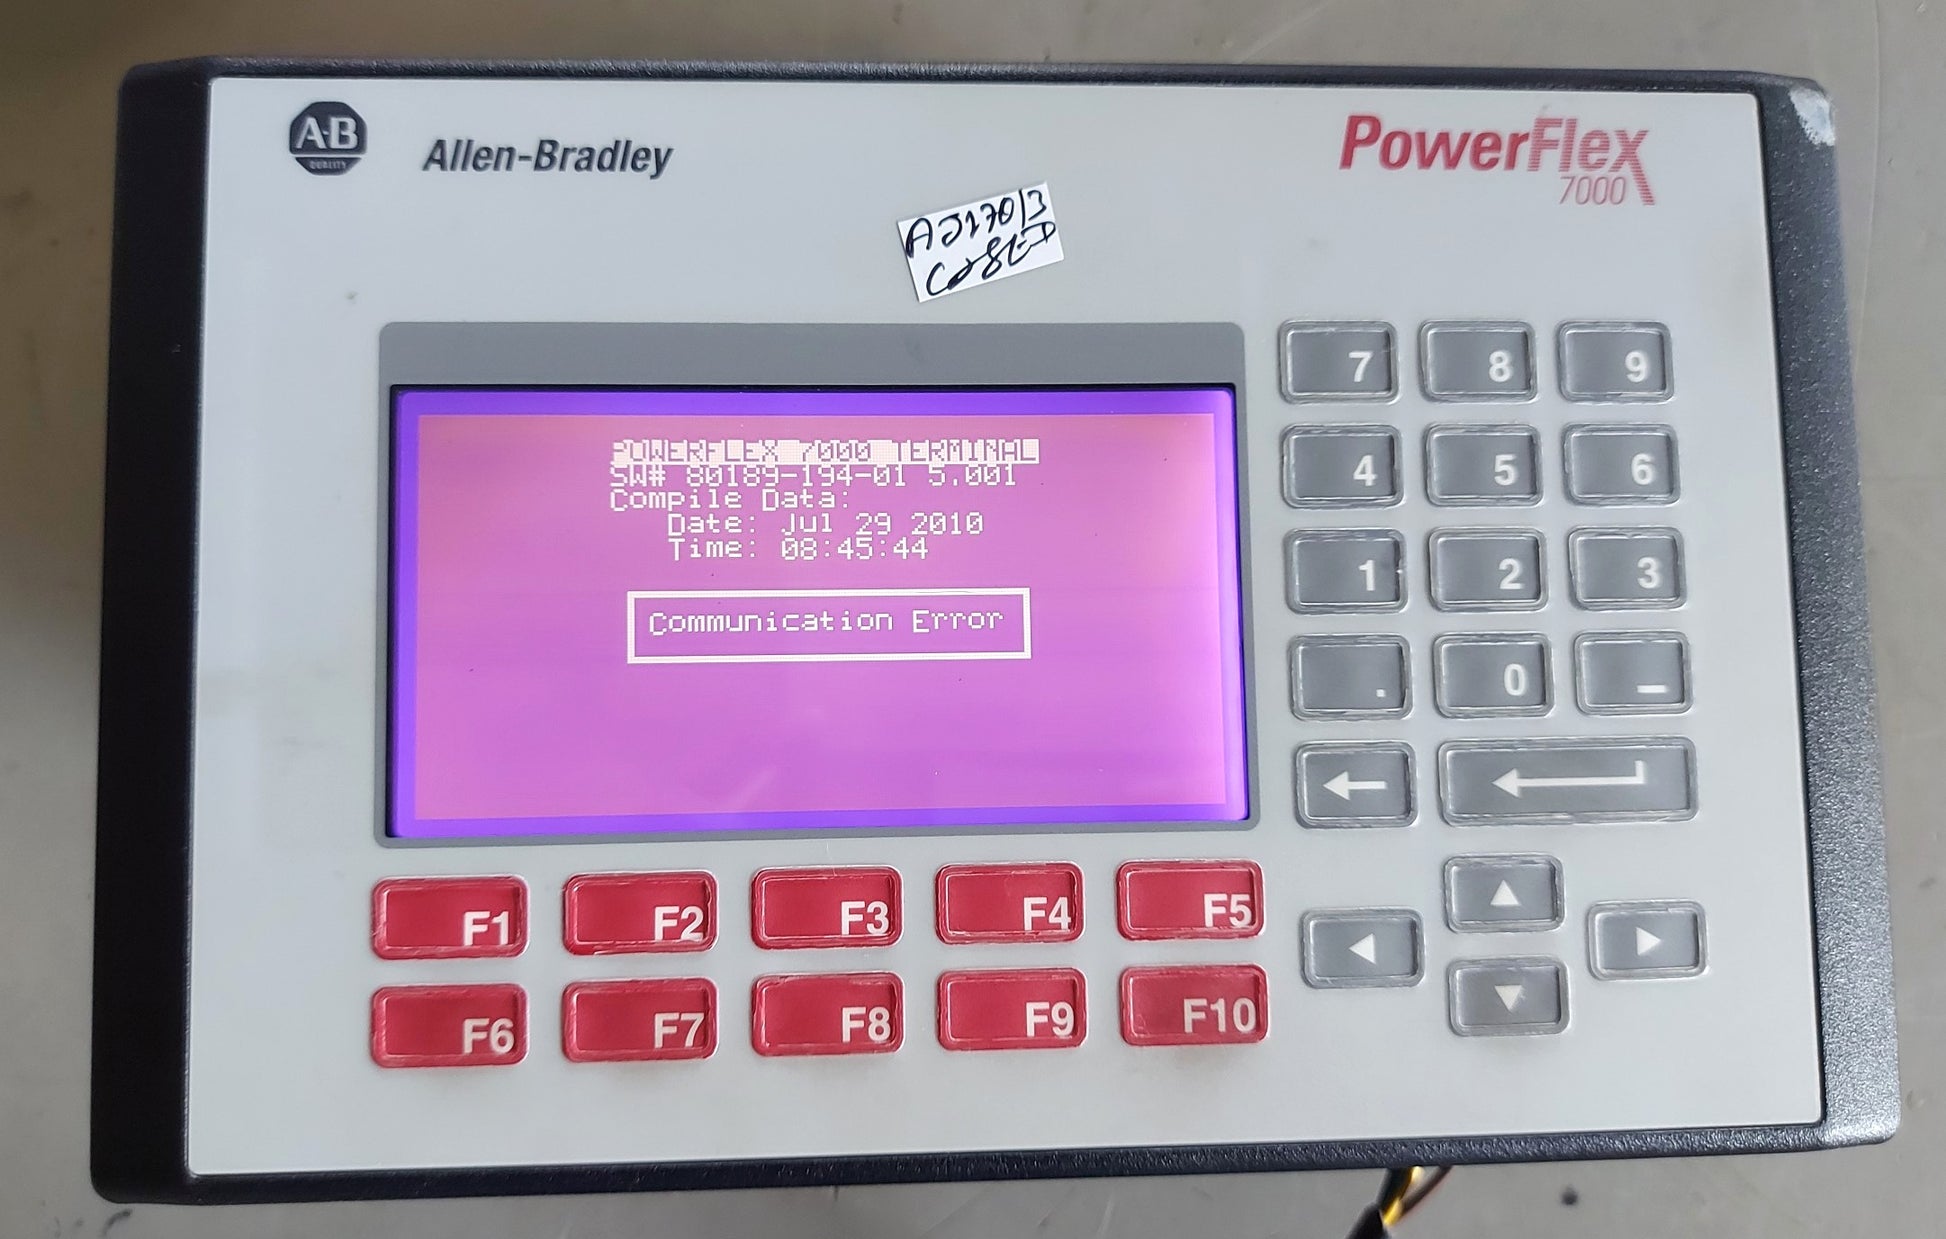 A-B
QUALITY
Allen-Bradley
PowerFlex
7000
POWERFLEX 7000 TERMINAL
SW# 80189-194-01 5.001
Compile Data:
Date: Jul 29 2010
Time: 08:45:44
Communication Error
7 8 9
4 5 6
1 2 3
. 0 -
F1 F2 F3 F4 F5
F6 F7 F8 F9 F10